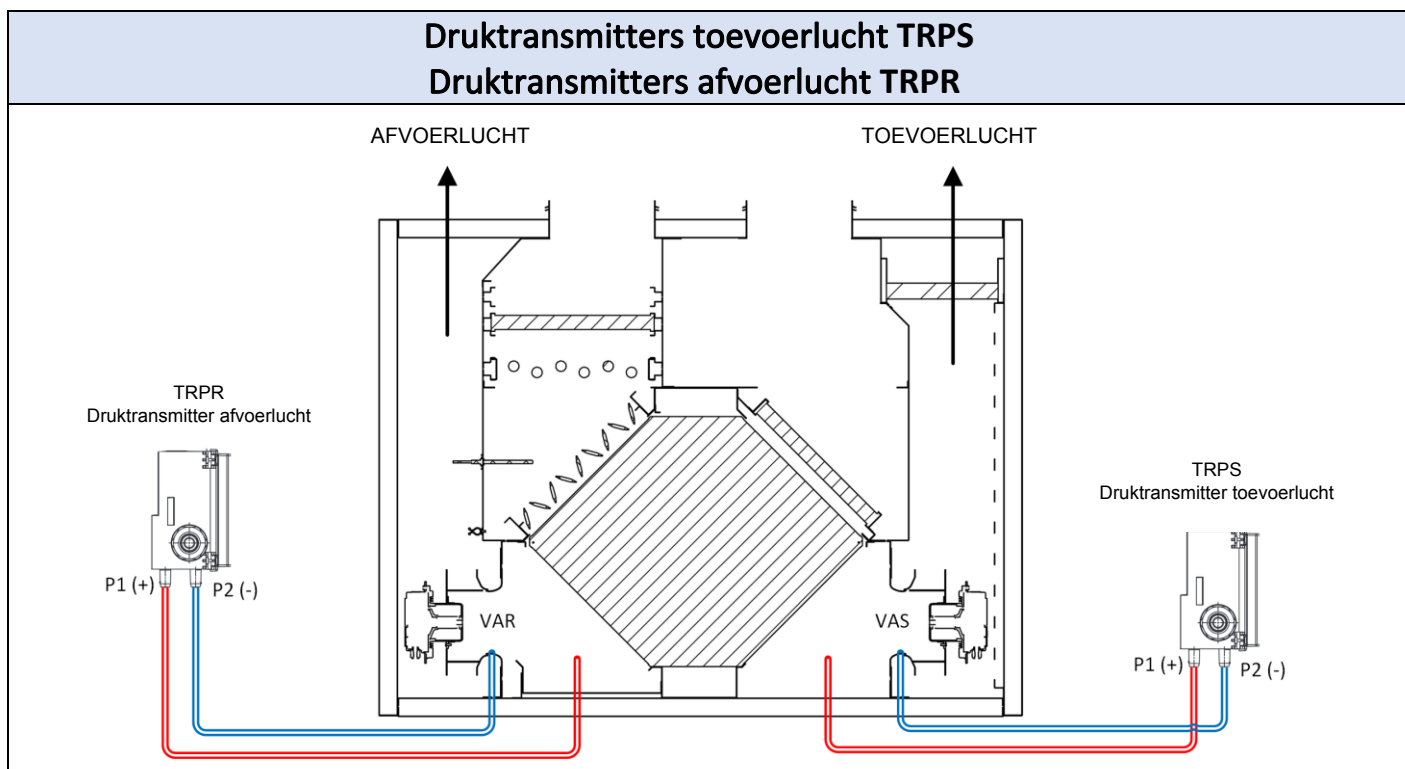 Druktransmitters toevoerlucht TRPS
Druktransmitters afvoerlucht TRPR
AFVOERLUCHT
TOEVOERLUCHT
TRPR
Druktransmitter afvoerlucht
TRPS
Druktransmitter toevoerlucht
P1 (+)
P2 (-)
VAR
VAS
P1 (+)
P2 (-)